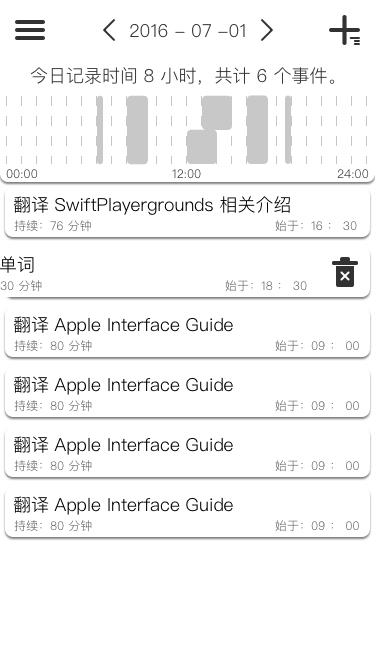 2016 - 07 -01
今日记录时间 8 小时，共计 6 个事件。
00:00 12:00 24:00
翻译 SwiftPlayergrounds 相关介绍
持续：76 分钟 始于：16 ： 30
单词
30 分钟 始于：18 ： 30
翻译 Apple Interface Guide
持续：80 分钟 始于：09 ： 00
翻译 Apple Interface Guide
持续：80 分钟 始于：09 ： 00
翻译 Apple Interface Guide
持续：80 分钟 始于：09 ： 00
翻译 Apple Interface Guide
持续：80 分钟 始于：09 ： 00